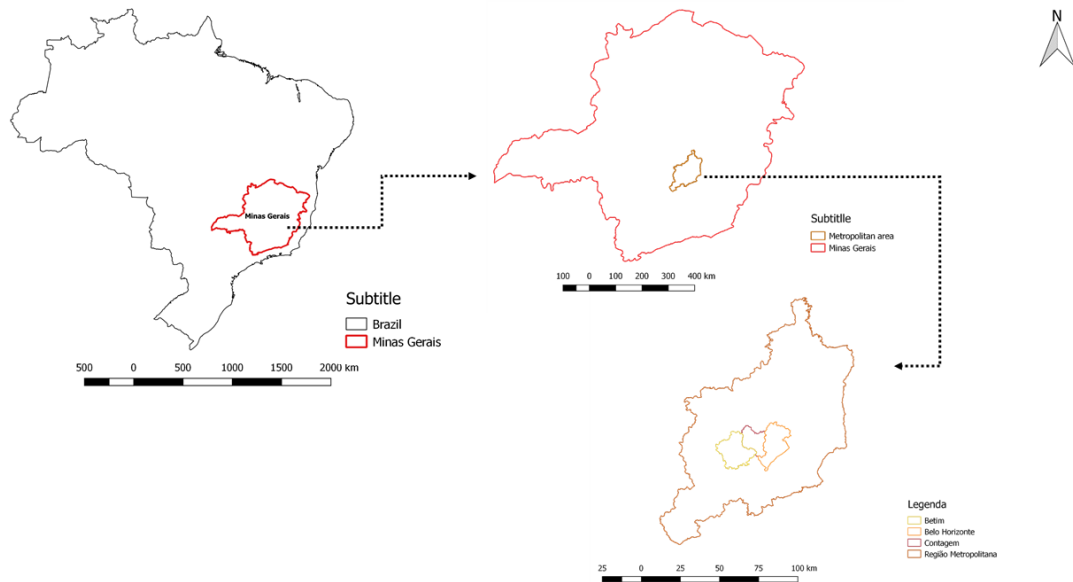 N
Minas Gerais
Subtitle
Brazil
Minas Gerais
500 0 500 1000 1500 2000 km
Subtitlle
Metropolitan area
Minas Gerais
100 0 100 200 300 400 km
Legenda
Betim
Belo Horizonte
Contagem
Região Metropolitana
25 0 25 50 75 100 km